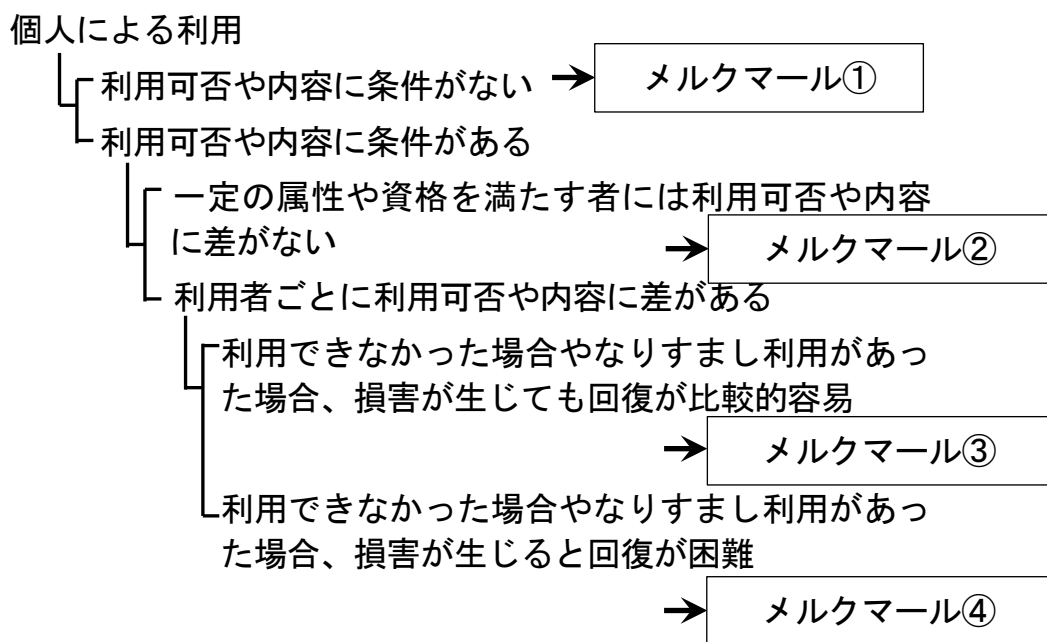 個人による利用
利用可否や内容に条件がない
メルクマール①
利用可否や内容に条件がある
一定の属性や資格を満たす者には利用可否や内容
に差がない
メルクマール②
利用者ごとに利用可否や内容に差がある
利用できなかった場合やなりすまし利用があっ
た場合、損害が生じても回復が比較的容易
メルクマール③
利用できなかった場合やなりすまし利用があっ
た場合、損害が生じると回復が困難
メルクマール④